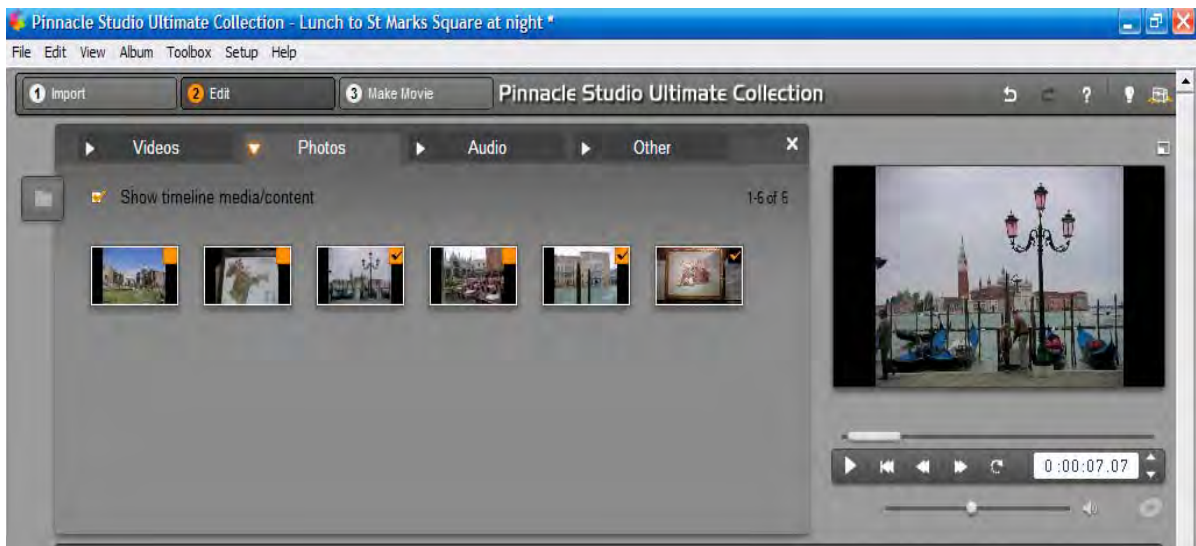 Pinnacle Studio Ultimate Collection - Lunch to St Marks Square at night *
File Edit View Album Toolbox Setup Help
1 Import 2 Edit 3 Make Movie Pinnacle Studio Ultimate Collection ?
Videos Photos Audio Other
Show timeline media/content 1-6 of 6
0:00:07.07